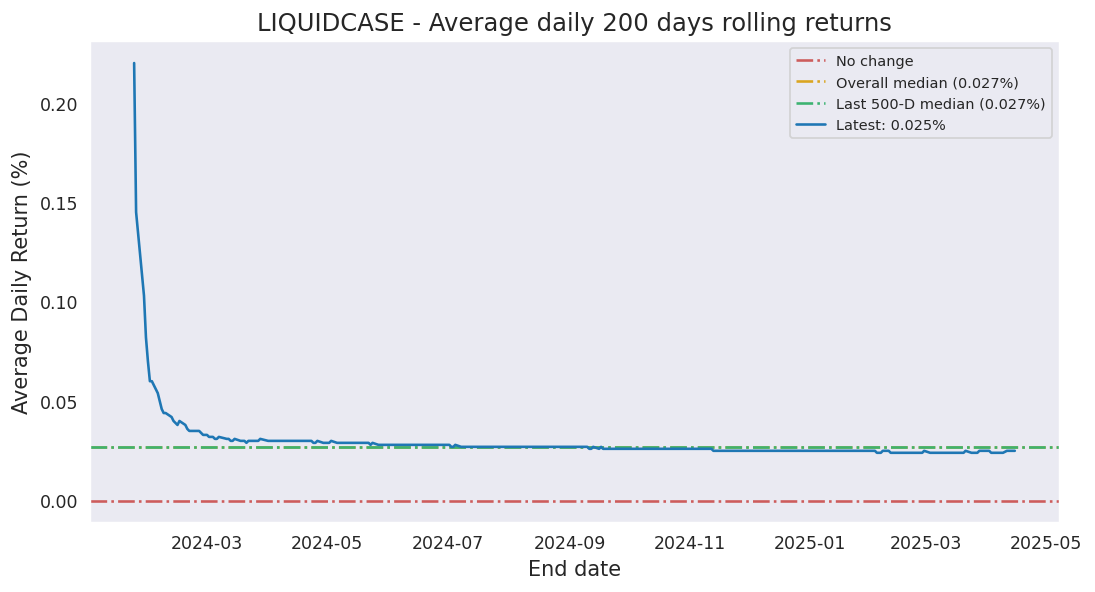 LIQUIDCASE - Average daily 200 days rolling returns
No change
Overall median (0.027%)
Last 500-D median (0.027%)
Latest: 0.025%
Average Daily Return (%)
0.20
0.15
0.10
0.05
0.00
2024-03 2024-05 2024-07 2024-09 2024-11 2025-01 2025-03 2025-05
End date